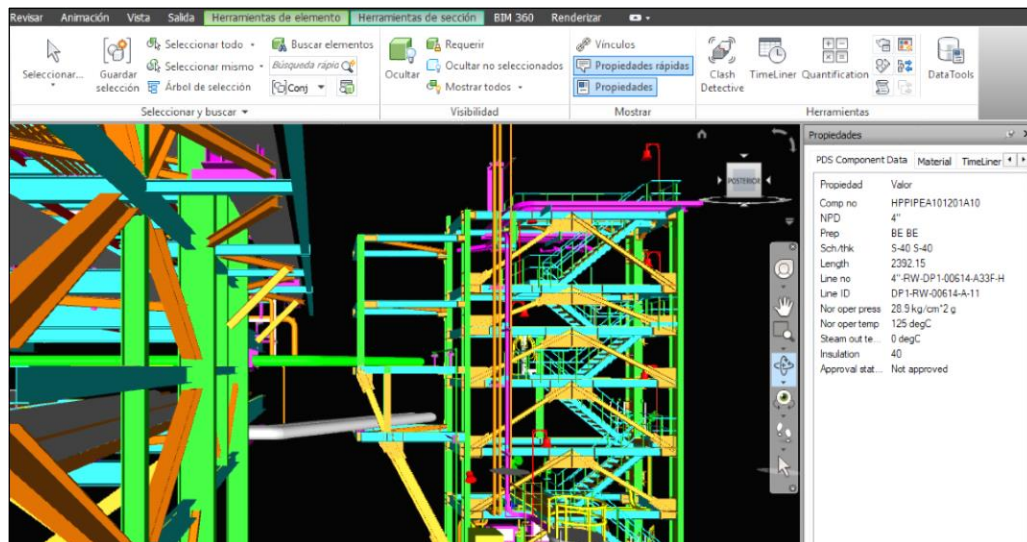 Revisar Animación Vista Salida Herramientas de elemento Herramientas de sección BIM 360 Renderizar
Seleccionar...
Guardar selección
Seleccionar todo
Seleccionar mismo
Árbol de selección
Buscar elementos
Búsqueda rápio
Conj
Seleccionar y buscar
Ocultar
Requerir
Ocultar no seleccionados
Mostrar todos
Visibilidad
Vínculos
Propiedades rápidas
Propiedades
Mostrar
Clash Detective
TimeLiner
Quantification
DataTools
Herramientas
POSTERIOR
Propiedades
PDS Component Data Material TimeLiner
Propiedad Valor
Comp no HPPIPEA101201A10
NPD 4"
Prep BE BE
Sch/thk S-40 S-40
Length 2392.15
Line no 4"-RW-DP1-00614-A33F-H
Line ID DP1-RW-00614-A-11
Nor oper press 28.9 kg/cm^2 g
Nor oper temp 125 degC
Steam out te... 0 degC
Insulation 40
Approval stat... Not approved